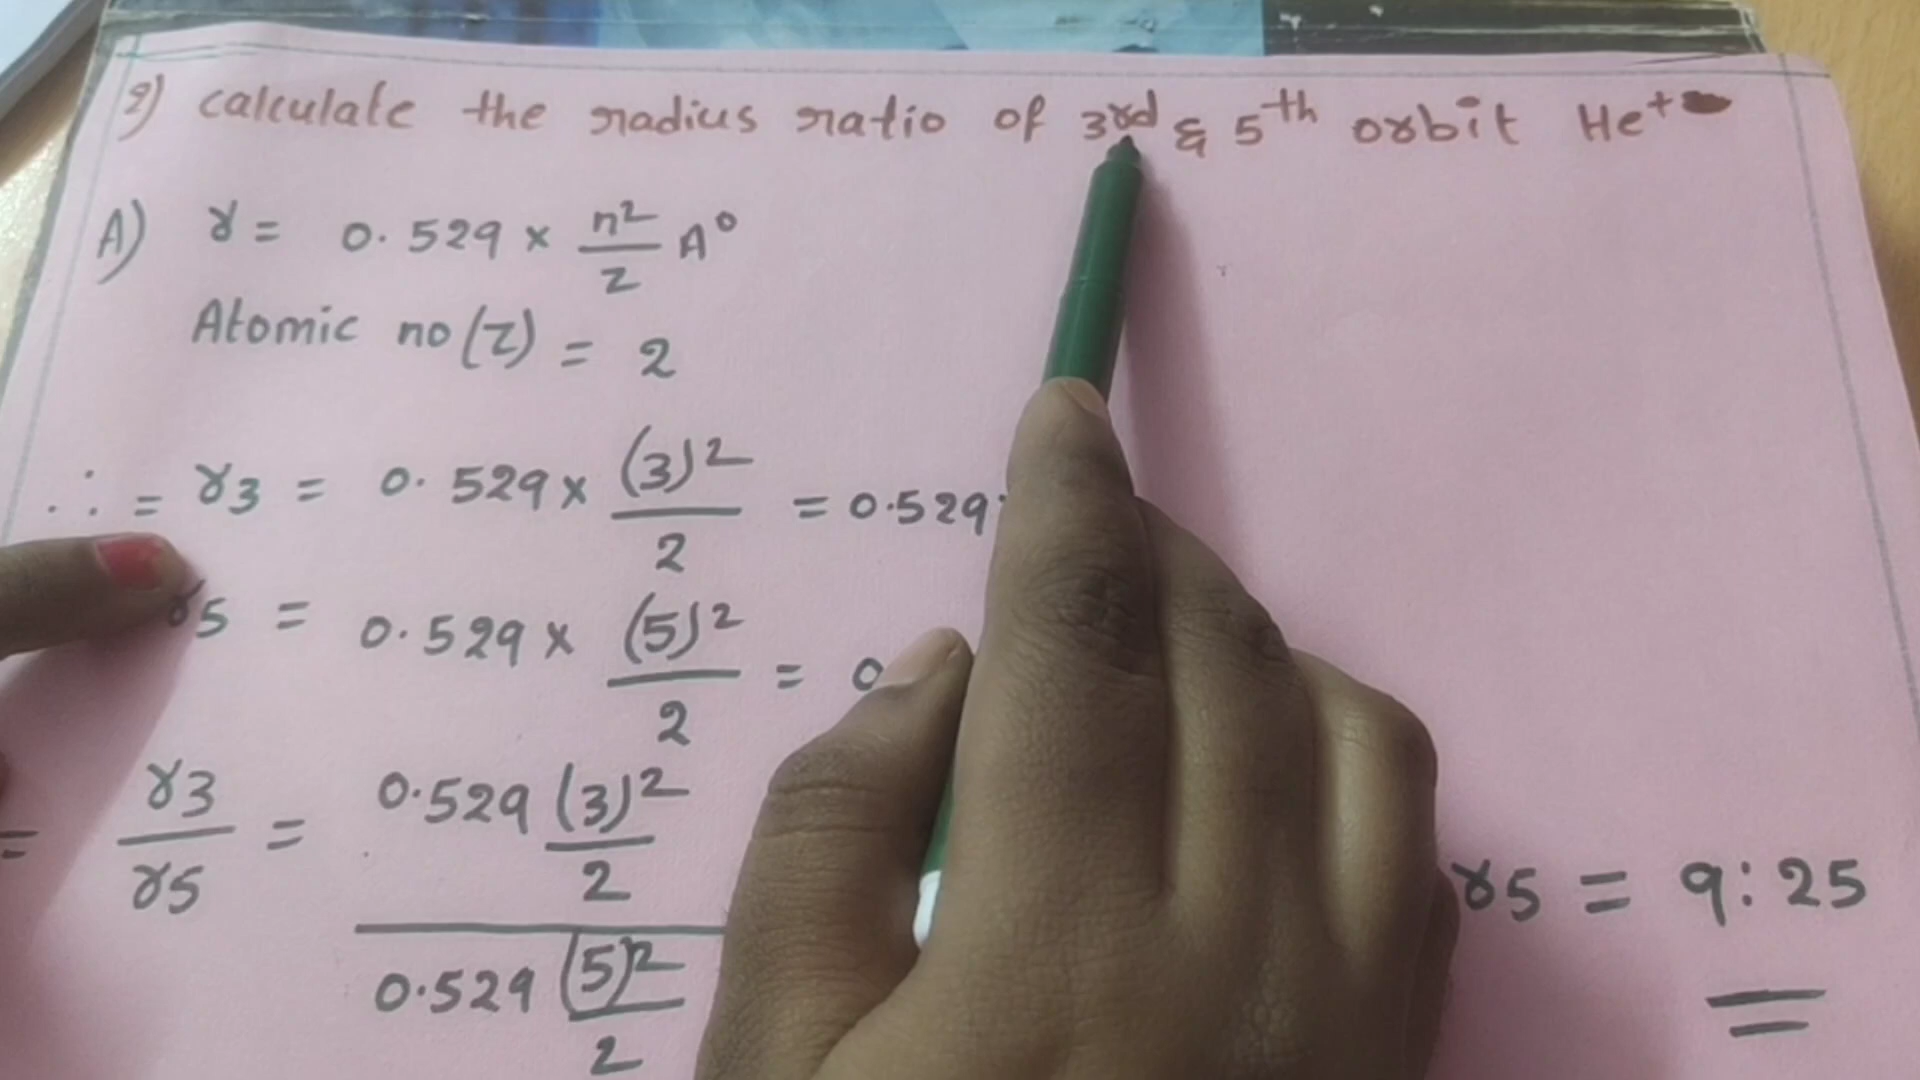 2) calculate the radius ratio of 3rd & 5th orbit He+
A) r = 0.529 × n²/Z A°
Atomic no (Z) = 2
∴ = r3 = 0.529 × (3)²/2 = 0.529
r5 = 0.529 × (5)²/2 = 0
= r3/r5 = 0.529 (3)²/2 / 0.529 (5)²/2
r5 = 9:25